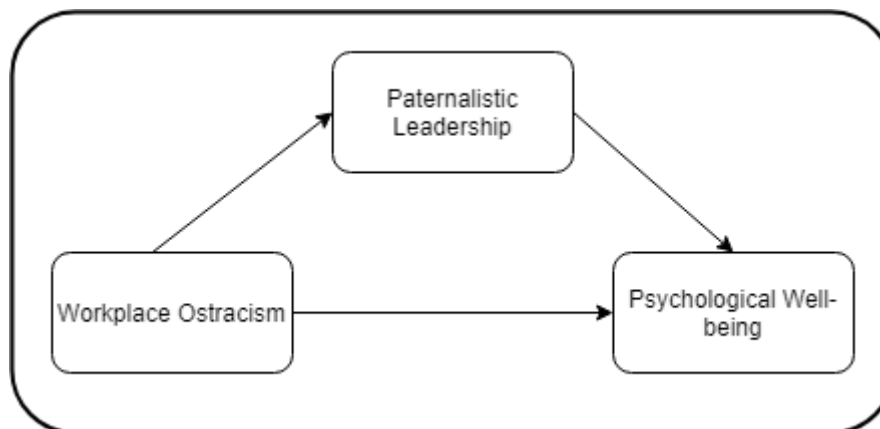 Paternalistic
Leadership
Workplace Ostracism
Psychological Well-
being